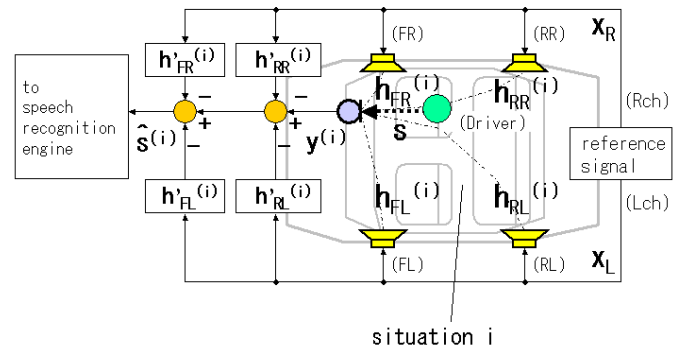 (FR)
(RR)
X_R
h'_FR^(i)
h'_RR^(i)
to
speech
recognition
engine
h_FR^(i)
h_RR^(i)
(Rch)
− − 
+ +
− −
ŝ^(i)
y^(i)
s
(Driver)
reference
signal
h'_FL^(i)
h'_RL^(i)
h_FL^(i)
h_RL^(i)
(Lch)
(FL)
(RL)
X_L
situation i